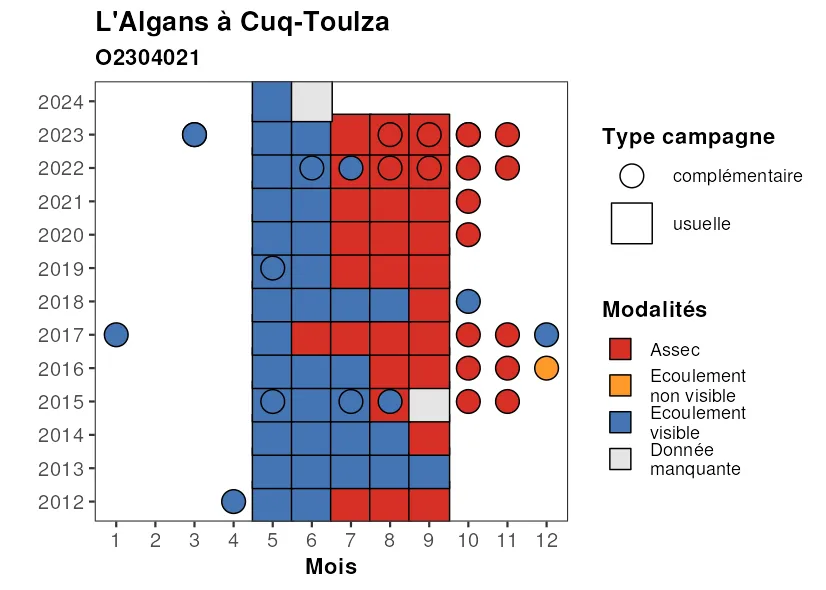 L'Algans à Cuq-Toulza
O2304021
2024
2023
2022
2021
2020
2019
2018
2017
2016
2015
2014
2013
2012
1 2 3 4 5 6 7 8 9 10 11 12
Mois
Type campagne
complémentaire
usuelle
Modalités
Assec
Ecoulement
non visible
Ecoulement
visible
Donnée
manquante